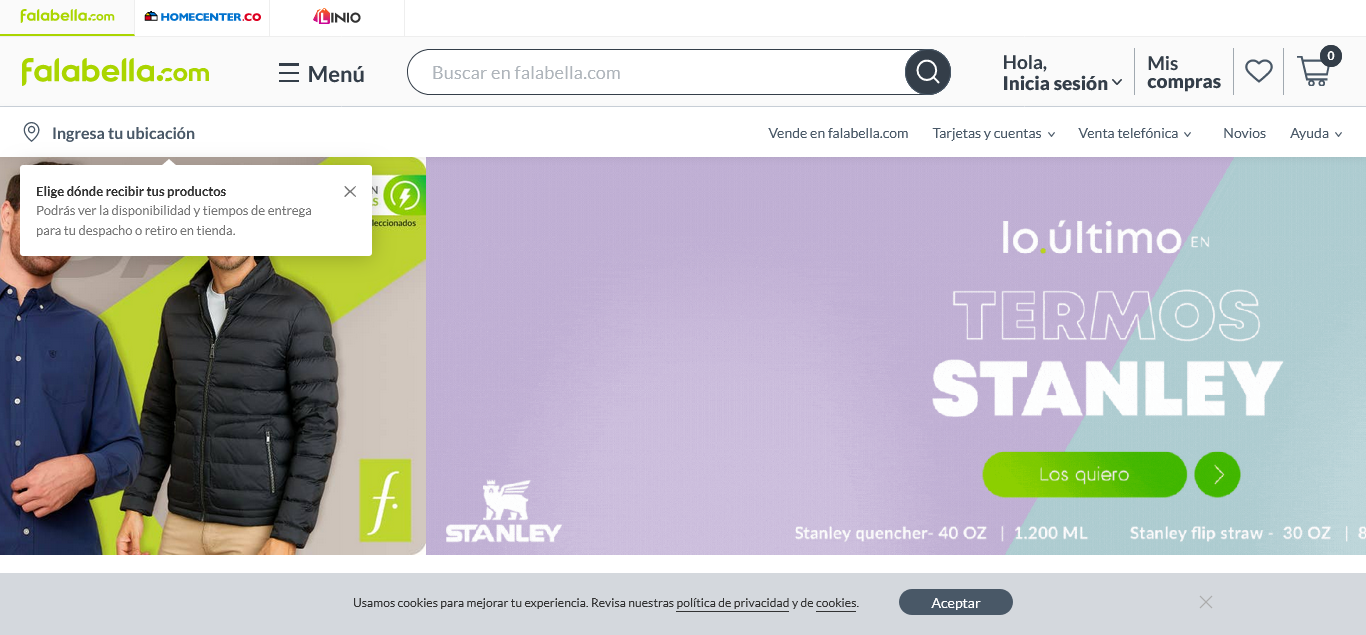 falabella.com
HOMECENTER.CO
LINIO
falabella.com
Menú
Buscar en falabella.com
Hola,
Inicia sesión
Mis
compras
0
Ingresa tu ubicación
Vende en falabella.com
Tarjetas y cuentas
Venta telefónica
Novios
Ayuda
Elige dónde recibir tus productos
Podrás ver la disponibilidad y tiempos de entrega
para tu despacho o retiro en tienda.
lo.último EN
TERMOS
STANLEY
Los quiero
f.
STANLEY
Stanley quencher- 40 OZ | 1.200 ML
Stanley flip straw - 30 OZ | 8
Usamos cookies para mejorar tu experiencia. Revisa nuestras política de privacidad y de cookies.
Aceptar